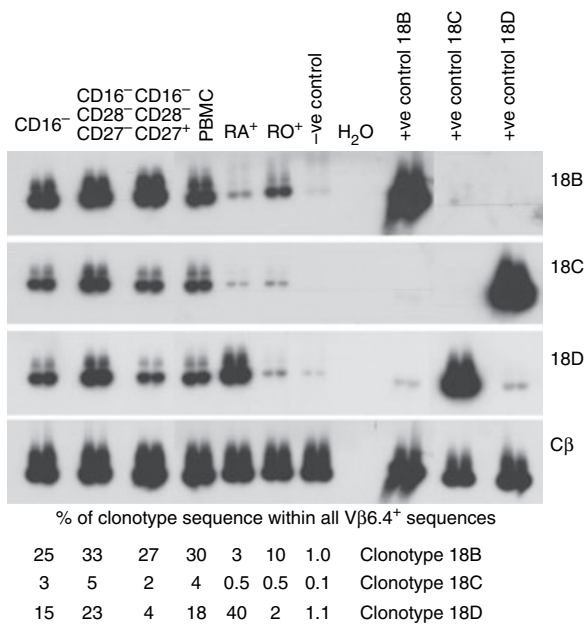 CD16⁻
CD16⁻ CD28⁻ CD27⁻
CD16⁻ CD28⁻ CD27⁺
PBMC
RA⁺
RO⁺
–ve control
H₂O
+ve control 18B
+ve control 18C
+ve control 18D
18B
18C
18D
Cβ
% of clonotype sequence within all Vβ6.4⁺ sequences
25 33 27 30 3 10 1.0 Clonotype 18B
3 5 2 4 0.5 0.5 0.1 Clonotype 18C
15 23 4 18 40 2 1.1 Clonotype 18D